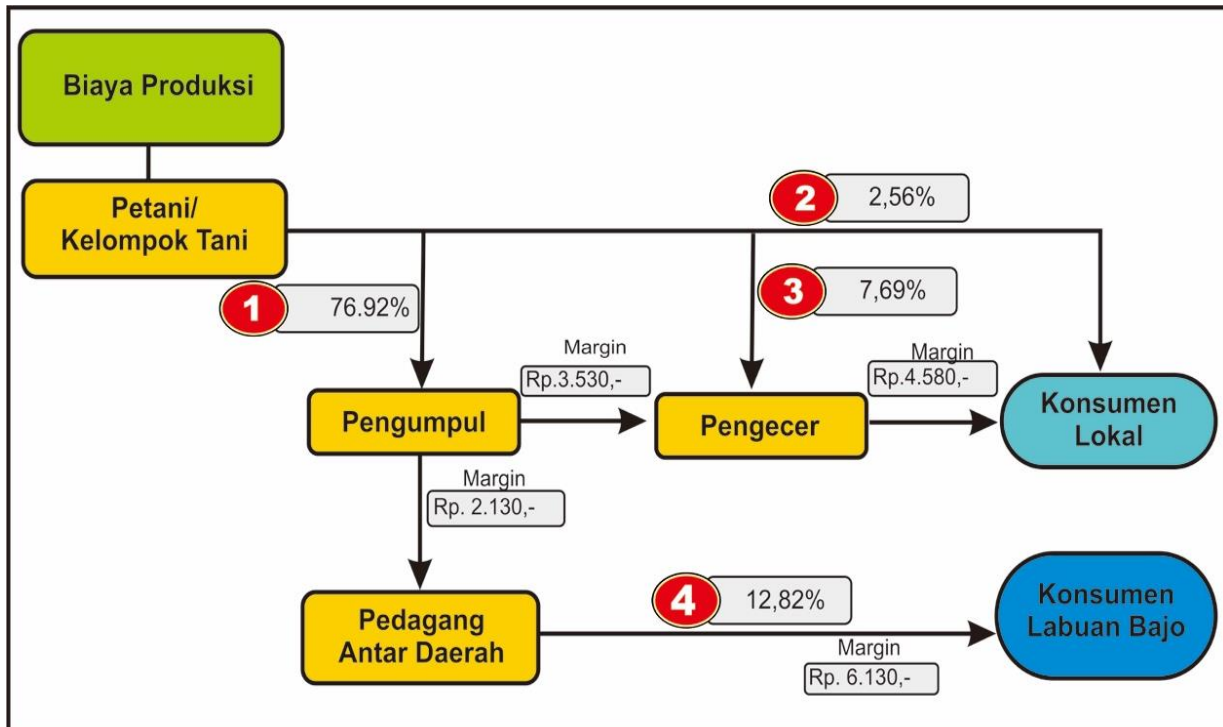 Biaya Produksi
Petani/
Kelompok Tani
2
2,56%
1
76.92%
3
7,69%
Margin
Rp.3.530,-
Margin
Rp.4.580,-
Pengumpul
Pengecer
Konsumen
Lokal
Margin
Rp. 2.130,-
Pedagang
Antar Daerah
4
12,82%
Margin
Rp. 6.130,-
Konsumen
Labuan Bajo